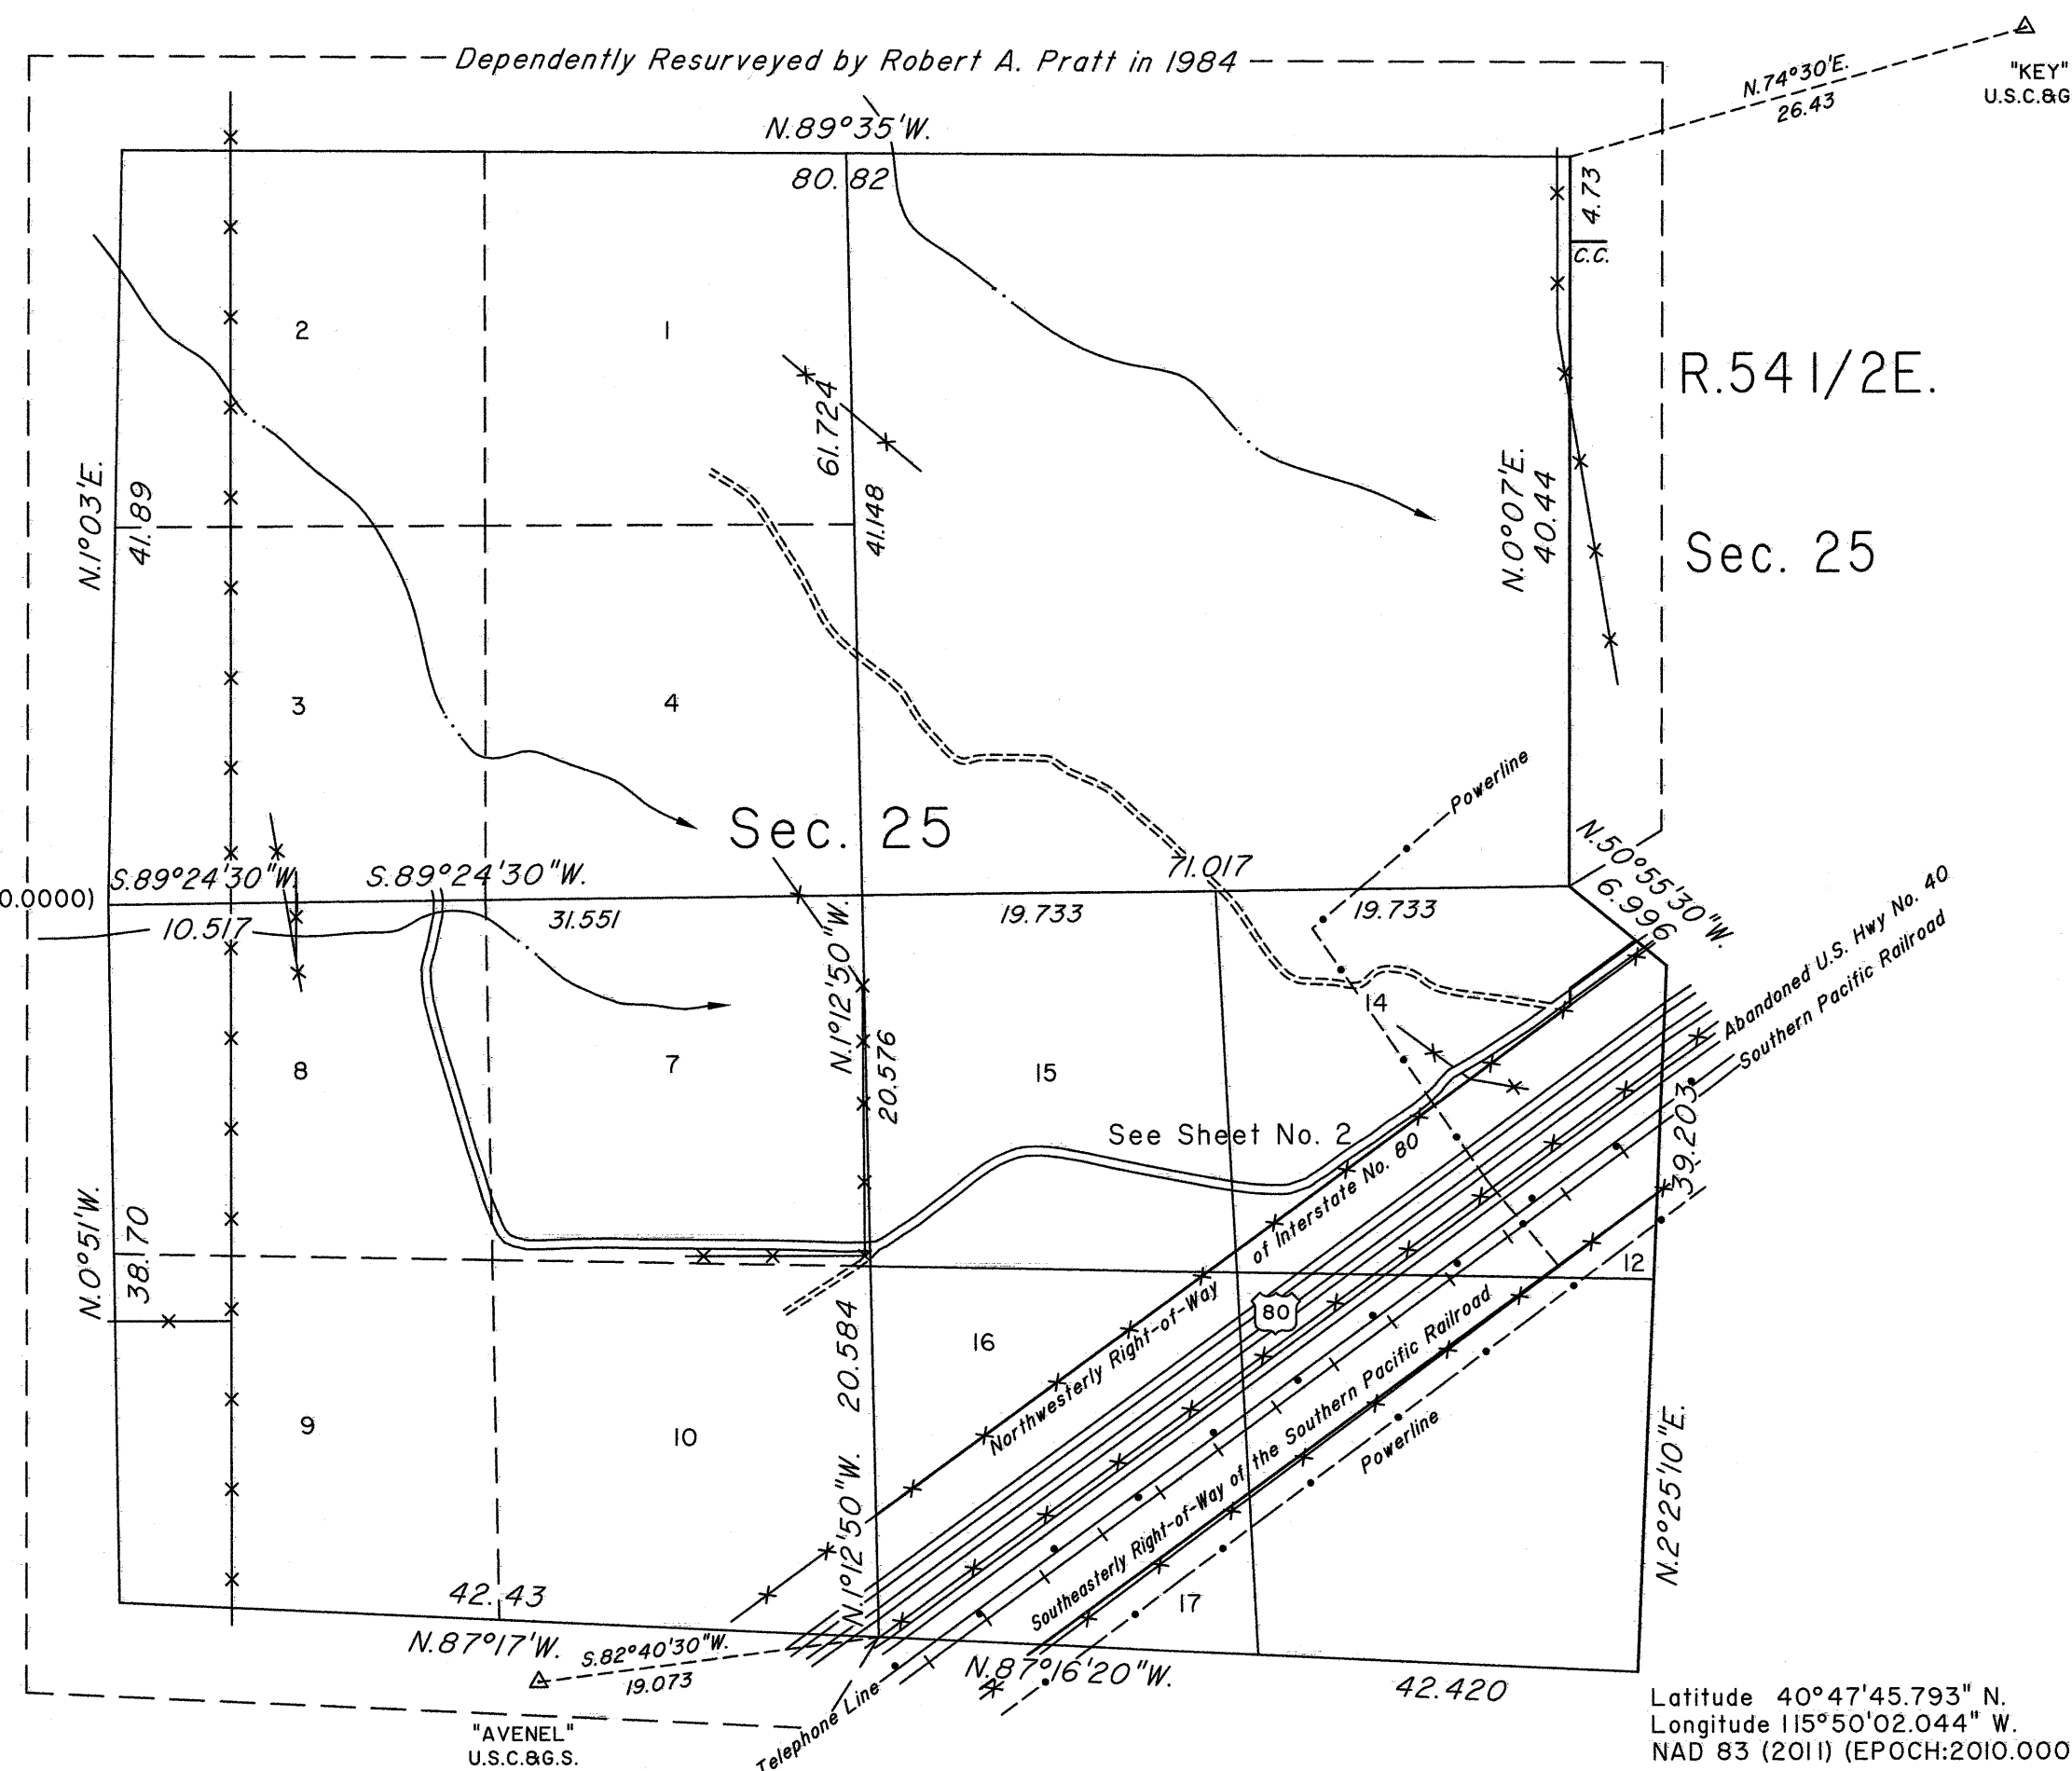 Dependently Resurveyed by Robert A. Pratt in 1984
N.74°30'E.
26.43
"KEY"
U.S.C.&G
N.89°35'W.
80.82
4.73
C.C.
2
1
R.54 1/2E.
61.724
41.148
N.1°03'E.
41.89
N.0°07'E.
40.44
Sec. 25
3
4
Powerline
Sec. 25
71.017
N.50°55'30"W.
6.996
S.89°24'30"W.
S.89°24'30"W.
0.00001)
10.517
31.551
19.733
19.733
Abandoned U.S. Hwy No. 40
Southern Pacific Railroad
N.1°12'50"W.
20.576
14
8
7
15
See Sheet No. 2
39.203
N.0°51'W.
38.70
Northwesterly Right-of-Way of Interstate No. 80
12
80
16
20.584
N.1°12'50"W.
Southeasterly Right-of-Way of the Southern Pacific Railroad
Powerline
9
10
N.2°25'10"E.
17
42.43
N.87°17'W.
S.82°40'30"W.
19.073
N.87°16'20"W.
42.420
Telephone Line
"AVENEL"
U.S.C.&G.S.
Latitude 40°47'45.793" N.
Longitude 115°50'02.044" W.
NAD 83 (2011) (EPOCH:2010.000